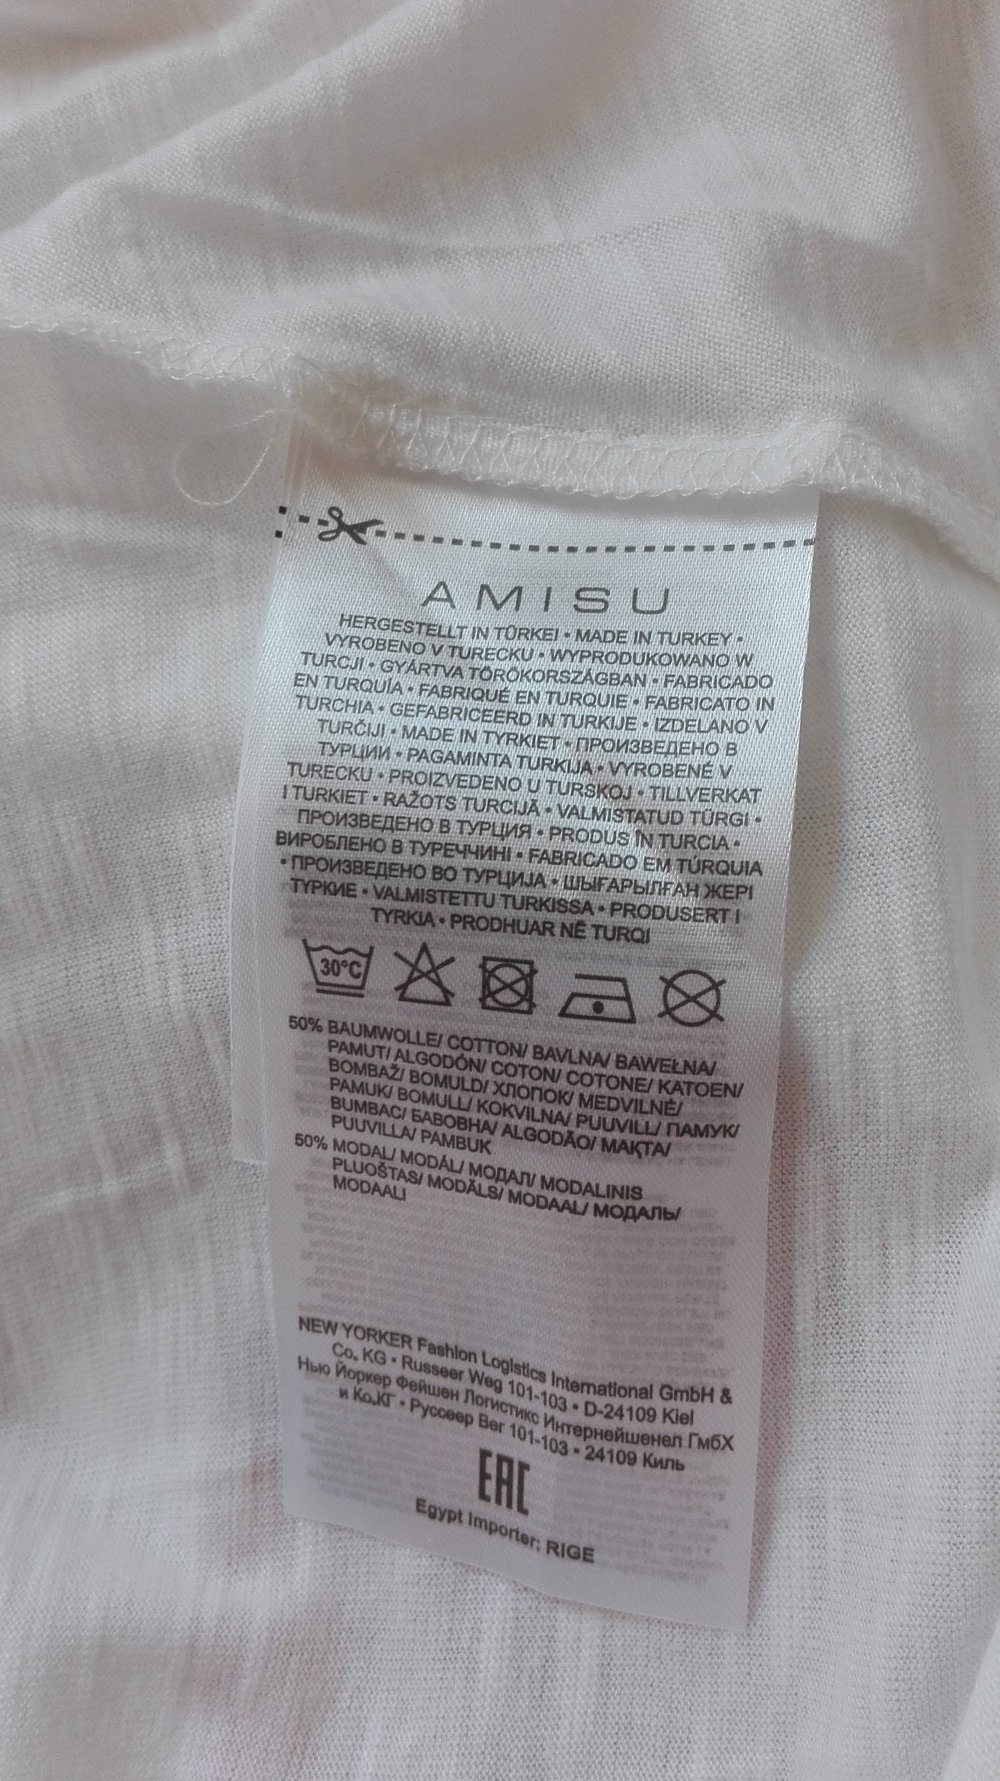 AMISU
HERGESTELLT IN TÜRKEI • MADE IN TURKEY •
VYROBENO V TURECKU • WYPRODUKOWANO W
TURCJI • GYÁRTVA TÖRÖKORSZÁGBAN • FABRICADO
EN TURQUÍA • FABRIQUÉ EN TURQUIE • FABRICATO IN
TURCHIA • GEFABRICEERD IN TURKIJE • IZDELANO V
TURČIJI • MADE IN TYRKIET • ПРОИЗВЕДЕНО В
ТУРЦИИ • PAGAMINTA TURKIJA • VYROBENÉ V
TURECKU • PROIZVEDENO U TURSKOJ • TILLVERKAT
I TURKIET • RAŽOTS TURCIJĀ • VALMISTATUD TÜRGI •
ПРОИЗВЕДЕНО В ТУРЦИЯ • PRODUS ÎN TURCIA •
ВИРОБЛЕНО В ТУРЕЧЧИНІ • FABRICADO EM TÚRQUIA
• ПРОИЗВЕДЕНО ВО ТУРЦИЈА • ШЫҒАРЫЛҒАН ЖЕРІ
ТҮРКИЕ • VALMISTETTU TURKISSA • PRODUSERT I
TYRKIA • PRODHUAR NË TURQI
30°C
50% BAUMWOLLE/ COTTON/ BAVLNA/ BAWEŁNA/
PAMUT/ ALGODÓN/ COTON/ COTONE/ KATOEN/
BOMBAŽ/ BOMULD/ ХЛОПОК/ MEDVILNĖ/
PAMUK/ BOMULL/ KOKVILNA/ PUUVILL/ ПАМУК/
BUMBAC/ БАВОВНА/ ALGODÃO/ МАҚТА/
PUUVILLA/ PAMBUK
50% MODAL/ MODÁL/ МОДАЛ/ MODALINIS
PLUOŠTAS/ MODĀLS/ MODAAL/ МОДАЛЬ/
MODAALI
NEW YORKER Fashion Logistics International GmbH &
Co. KG • Russeer Weg 101-103 • D-24109 Kiel
Нью Йоркер Фейшен Логистикс Интернейшенел ГмбХ
и Ко.КГ • Руссеер Вег 101-103 • 24109 Киль
EAC
Egypt Importer: RIGE